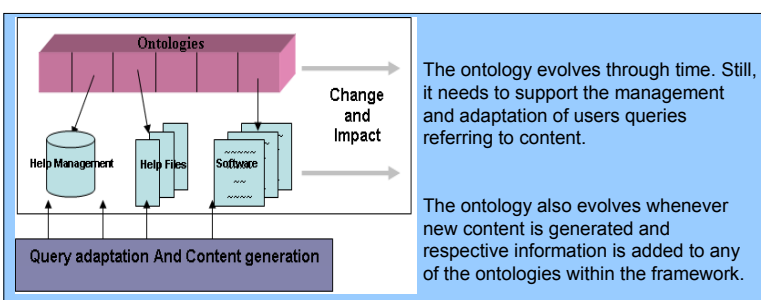 Ontologies
Change
and
Impact
Help Management
Help Files
Software
~~~~~
~~
~~~~
Query adaptation And Content generation
The ontology evolves through time. Still,
it needs to support the management
and adaptation of users queries
referring to content.
The ontology also evolves whenever
new content is generated and
respective information is added to any
of the ontologies within the framework.